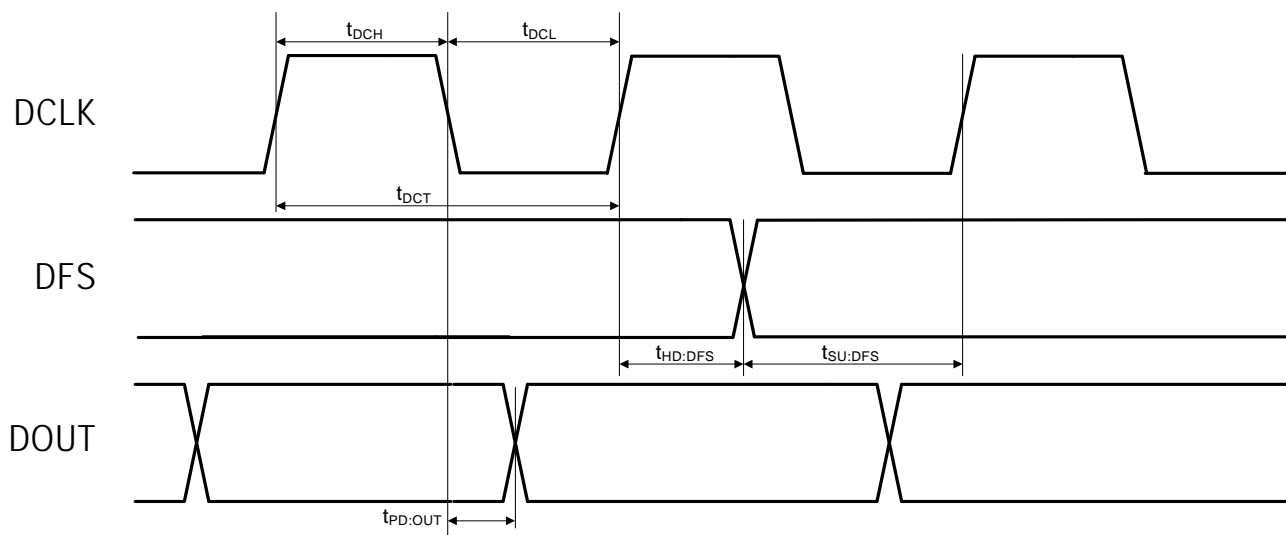 tDCH
tDCL
DCLK
tDCT
DFS
tHD:DFS
tSU:DFS
DOUT
tPD:OUT